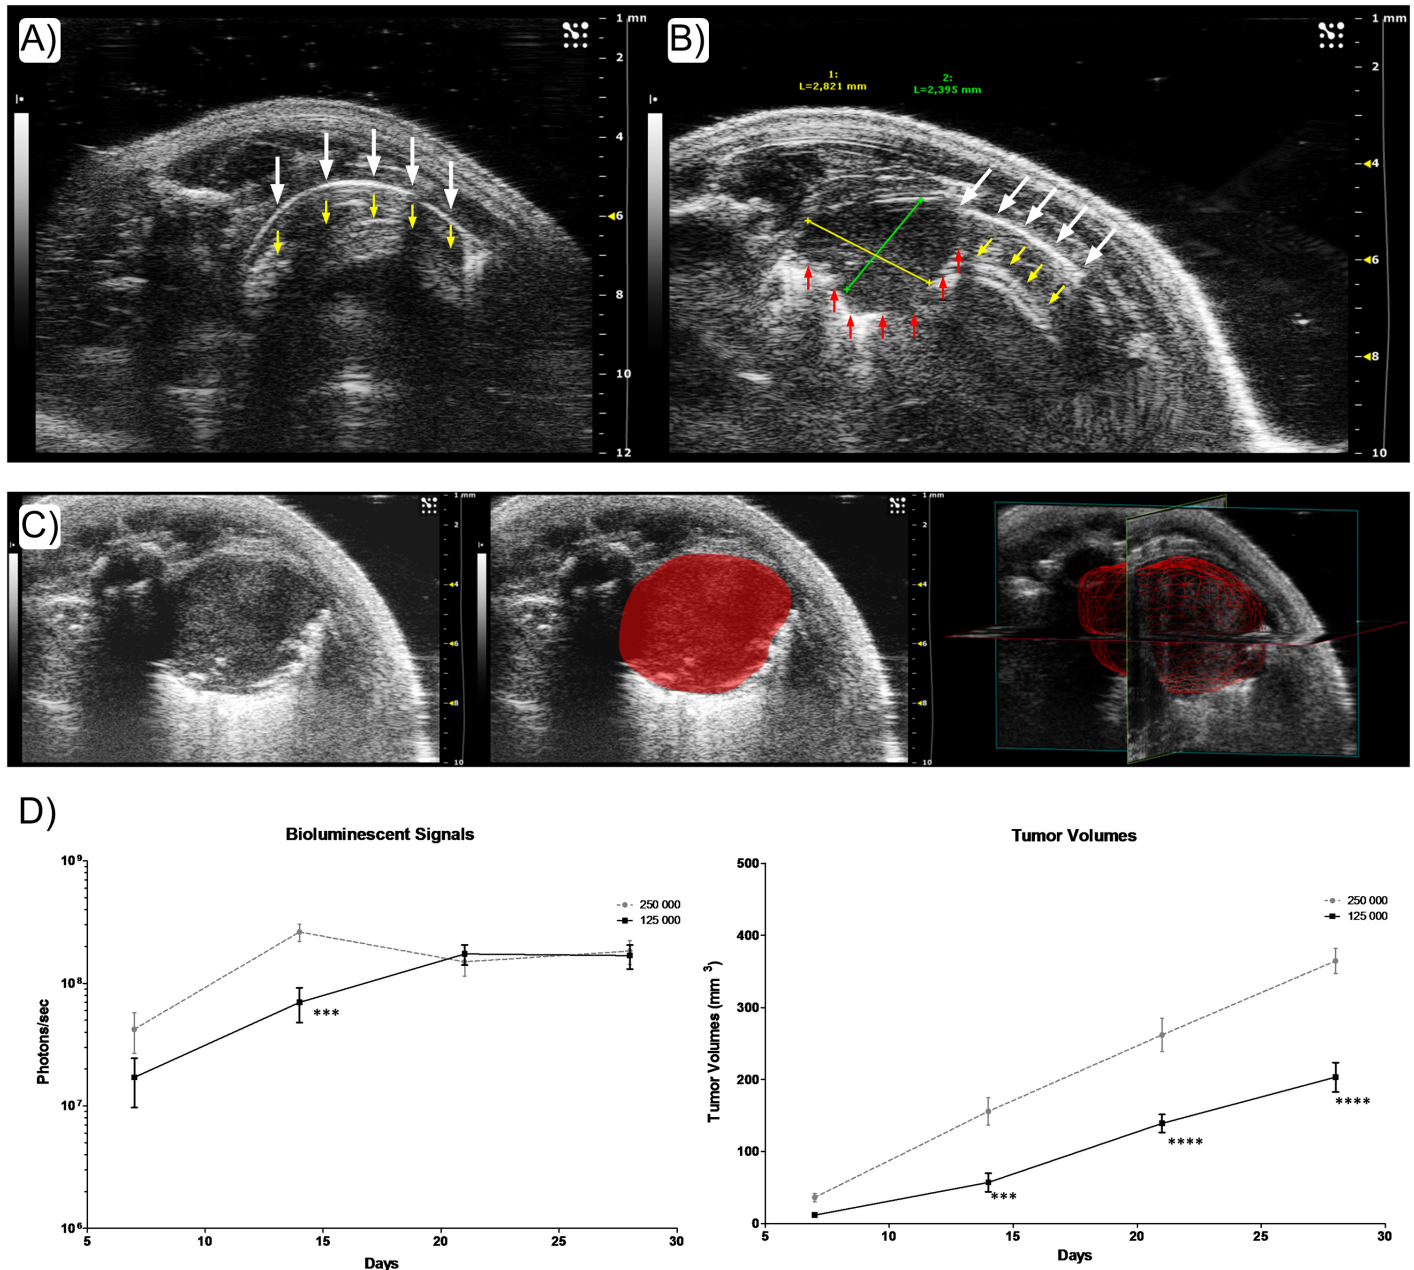 A)
1 mm
2
4
6
8
10
12
B)
1:
L=2,821 mm
2:
L=2,395 mm
1 mm
2
4
6
8
10
C)
1 mm
2
4
6
8
10
1 mm
2
4
6
8
10
D)
Bioluminescent Signals
Photons/sec
10⁹
10⁸
10⁷
10⁶
250 000
125 000
***
5 10 15 20 25 30
Days
Tumor Volumes
Tumor Volumes (mm³)
500
400
300
200
100
0
250 000
125 000
***
****
****
5 10 15 20 25 30
Days